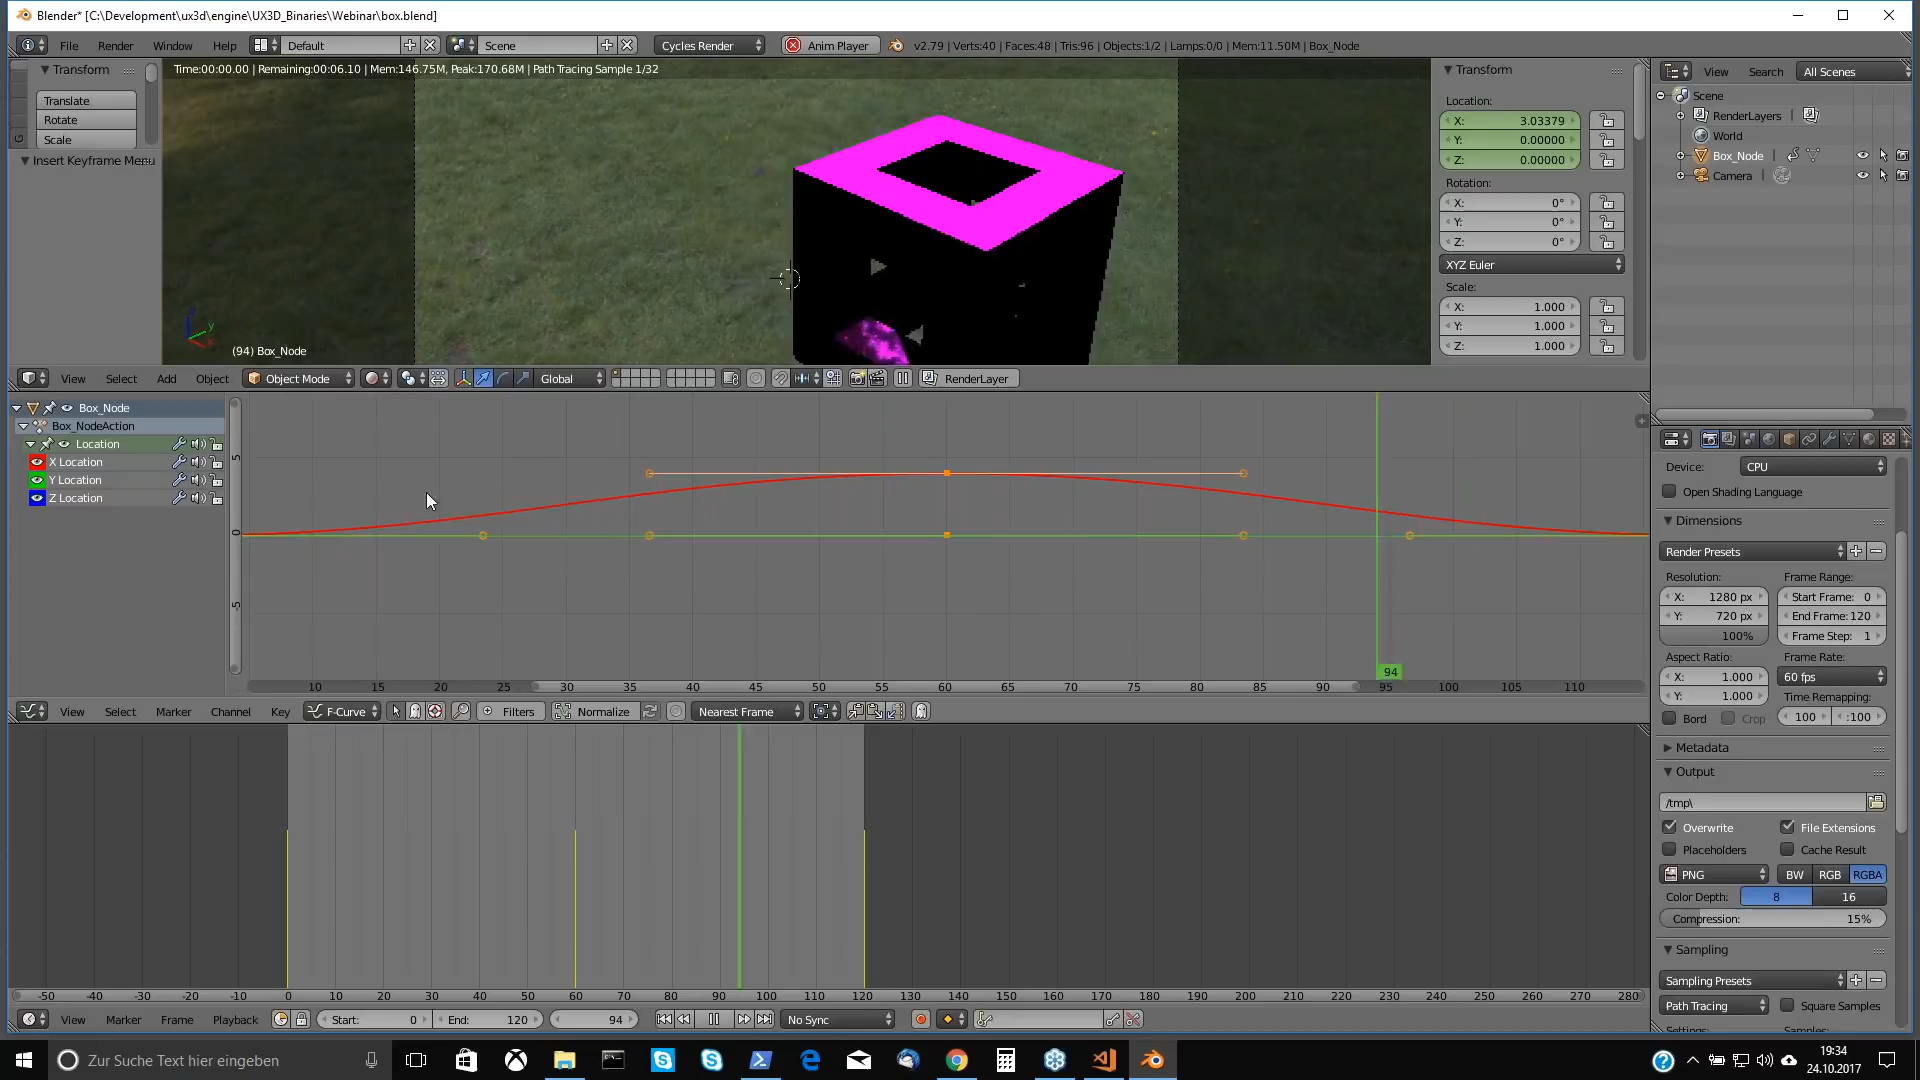 Blender* [C:\Development\ux3d\engine\UX3D_Binaries\Webinar\box.blend]
File Render Window Help Default Scene Cycles Render Anim Player v2.79 | Verts:40 | Faces:48 | Tris:96 | Objects:1/2 | Lamps:0/0 | Mem:11.50M | Box_Node
Transform
Translate
Rotate
Scale
Insert Keyframe Menu
Time:00:00.00 | Remaining:00:06.10 | Mem:146.75M, Peak:170.68M | Path Tracing Sample 1/32
y
(94) Box_Node
Transform
Location:
X: 3.03379
Y: 0.00000
Z: 0.00000
Rotation:
X: 0°
Y: 0°
Z: 0°
XYZ Euler
Scale:
X: 1.000
Y: 1.000
Z: 1.000
View Search All Scenes
Scene
RenderLayers
World
Box_Node
Camera
View Select Add Object Object Mode Global RenderLayer
Box_Node
Box_NodeAction
Location
X Location
Y Location
Z Location
5
0
-5
94
10 15 20 25 30 35 40 45 50 55 60 65 70 75 80 85 90 95 100 105 110
View Select Marker Channel Key F-Curve Filters Normalize Nearest Frame
-50 -40 -30 -20 -10 0 10 20 30 40 50 60 70 80 90 100 110 120 130 140 150 160 170 180 190 200 210 220 230 240 250 260 270 280
View Marker Frame Playback Start: 0 End: 120 94 No Sync
Device: CPU
Open Shading Language
Dimensions
Render Presets
Resolution: Frame Range:
X: 1280 px Start Frame: 0
Y: 720 px End Frame: 120
100% Frame Step: 1
Aspect Ratio: Frame Rate:
X: 1.000 60 fps
Y: 1.000 Time Remapping:
Bord Crop 100 :100
Metadata
Output
/tmp\
Overwrite File Extensions
Placeholders Cache Result
PNG BW RGB RGBA
Color Depth: 8 16
Compression: 15%
Sampling
Sampling Presets
Path Tracing Square Samples
Settings: Samples:
Zur Suche Text hier eingeben
19:34
24.10.2017